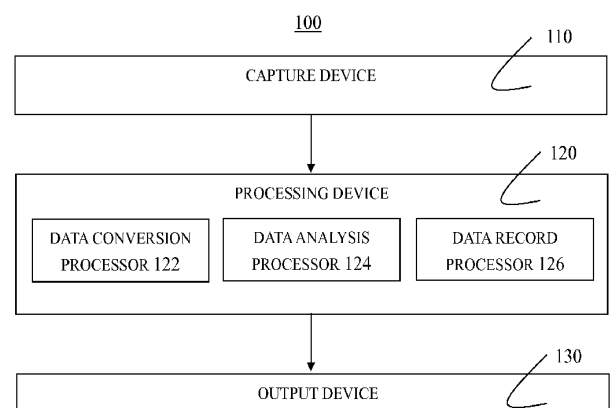 100
110
CAPTURE DEVICE
120
PROCESSING DEVICE
DATA CONVERSION
PROCESSOR 122
DATA ANALYSIS
PROCESSOR 124
DATA RECORD
PROCESSOR 126
130
OUTPUT DEVICE